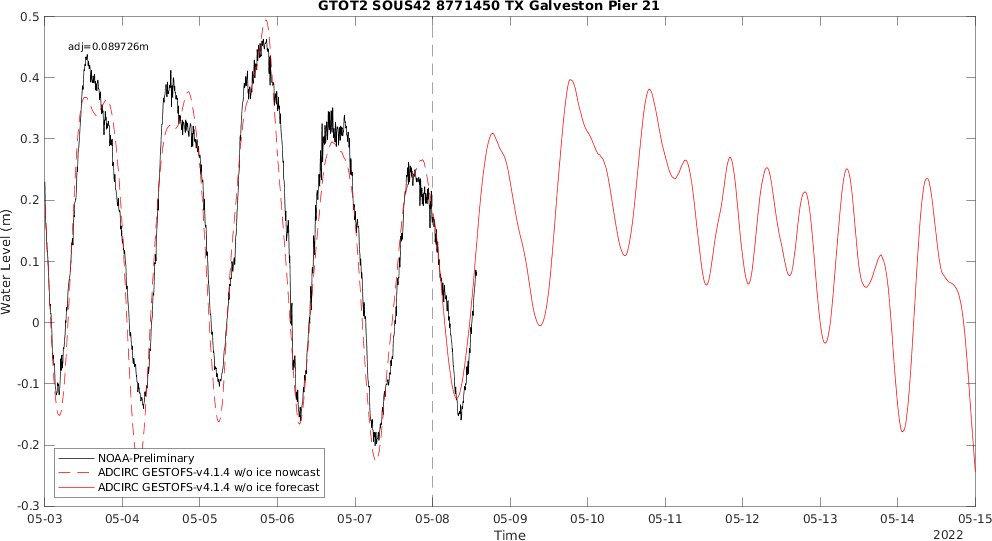 GTOT2 SOUS42 8771450 TX Galveston Pier 21
adj=0.089726m
0.5
0.4
0.3
0.2
0.1
0
-0.1
-0.2
-0.3
Water Level (m)
NOAA-Preliminary
ADCIRC GESTOFS-v4.1.4 w/o ice nowcast
ADCIRC GESTOFS-v4.1.4 w/o ice forecast
05-03 05-04 05-05 05-06 05-07 05-08 05-09 05-10 05-11 05-12 05-13 05-14 05-15
Time
2022